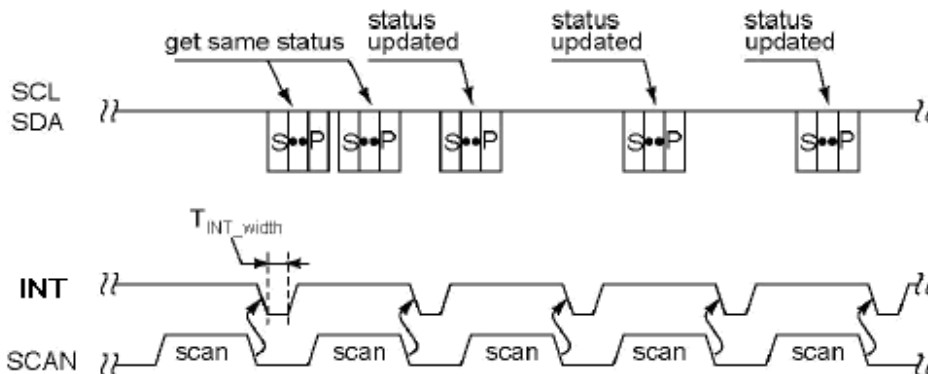 get same status
status
updated
status
updated
status
updated
SCL
SDA
S••P S••P S••P S••P S••P
TINT_width
INT
SCAN
scan scan scan scan scan